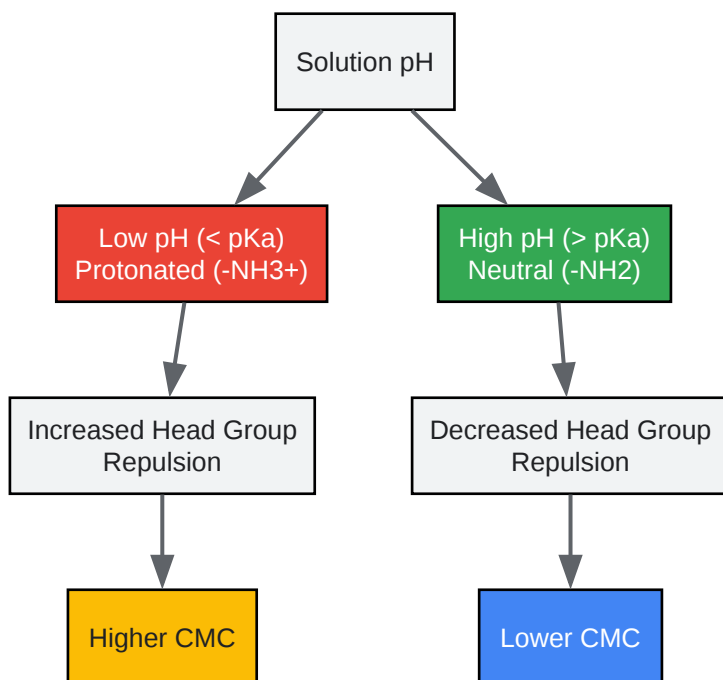 Solution pH
Low pH (< pKa)
Protonated (-NH3+)
High pH (> pKa)
Neutral (-NH2)
Increased Head Group
Repulsion
Decreased Head Group
Repulsion
Higher CMC
Lower CMC